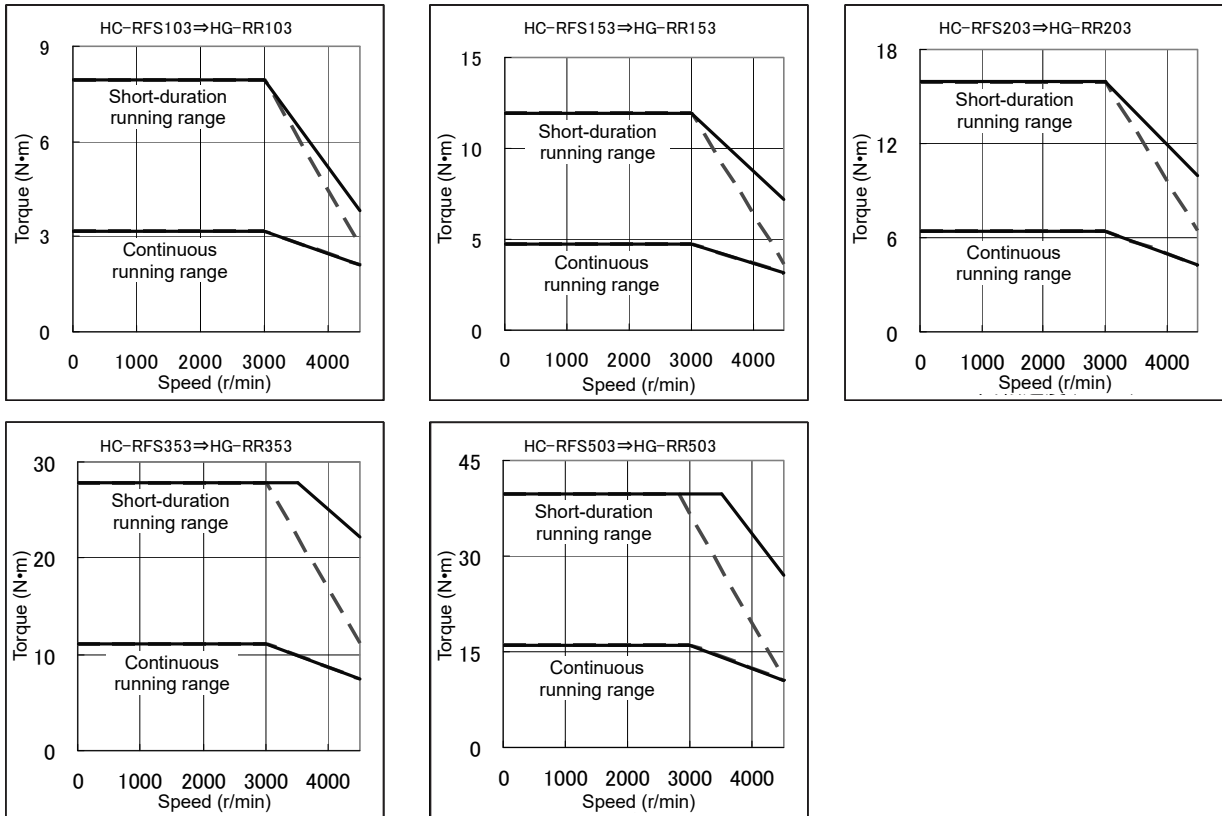 HC-RFS103⇒HG-RR103
9
6
3
0
Torque (N•m)
Short-duration
running range
Continuous
running range
0 1000 2000 3000 4000
Speed (r/min)
HC-RFS153⇒HG-RR153
15
10
5
0
Torque (N•m)
Short-duration
running range
Continuous
running range
0 1000 2000 3000 4000
Speed (r/min)
HC-RFS203⇒HG-RR203
18
12
6
0
Torque (N•m)
Short-duration
running range
Continuous
running range
0 1000 2000 3000 4000
Speed (r/min)
HC-RFS353⇒HG-RR353
30
20
10
0
Torque (N•m)
Short-duration
running range
Continuous
running range
0 1000 2000 3000 4000
Speed (r/min)
HC-RFS503⇒HG-RR503
45
30
15
0
Torque (N•m)
Short-duration
running range
Continuous
running range
0 1000 2000 3000 4000
Speed (r/min)